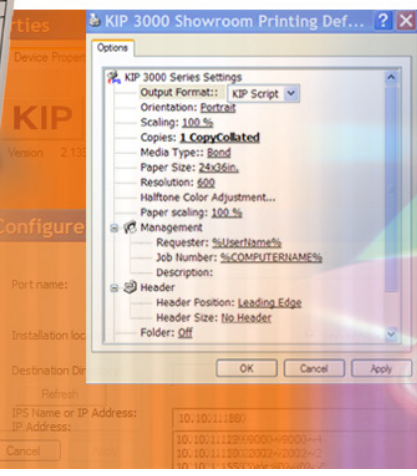 rties
KIP 3000 Showroom Printing Def...
Options
Device Proper
KIP 3000 Series Settings
Output Format:: KIP Script
Orientation: Portrait
Scaling: 100 %
Copies: 1 CopyCollated
Media Type:: Bond
Paper Size: 24x36in.
Resolution: 600
Halftone Color Adjustment...
Paper scaling: 100 %
Management
Requester: %UserName%
Job Number: %COMPUTERNAME%
Description:
Header
Header Position: Leading Edge
Header Size: No Header
Folder: Off
OK Cancel Apply
KIP
Version
Configure
Port name:
Installation loc
Destination Dir
Refresh
IPS Name or IP Address:
IP Address:
Cancel